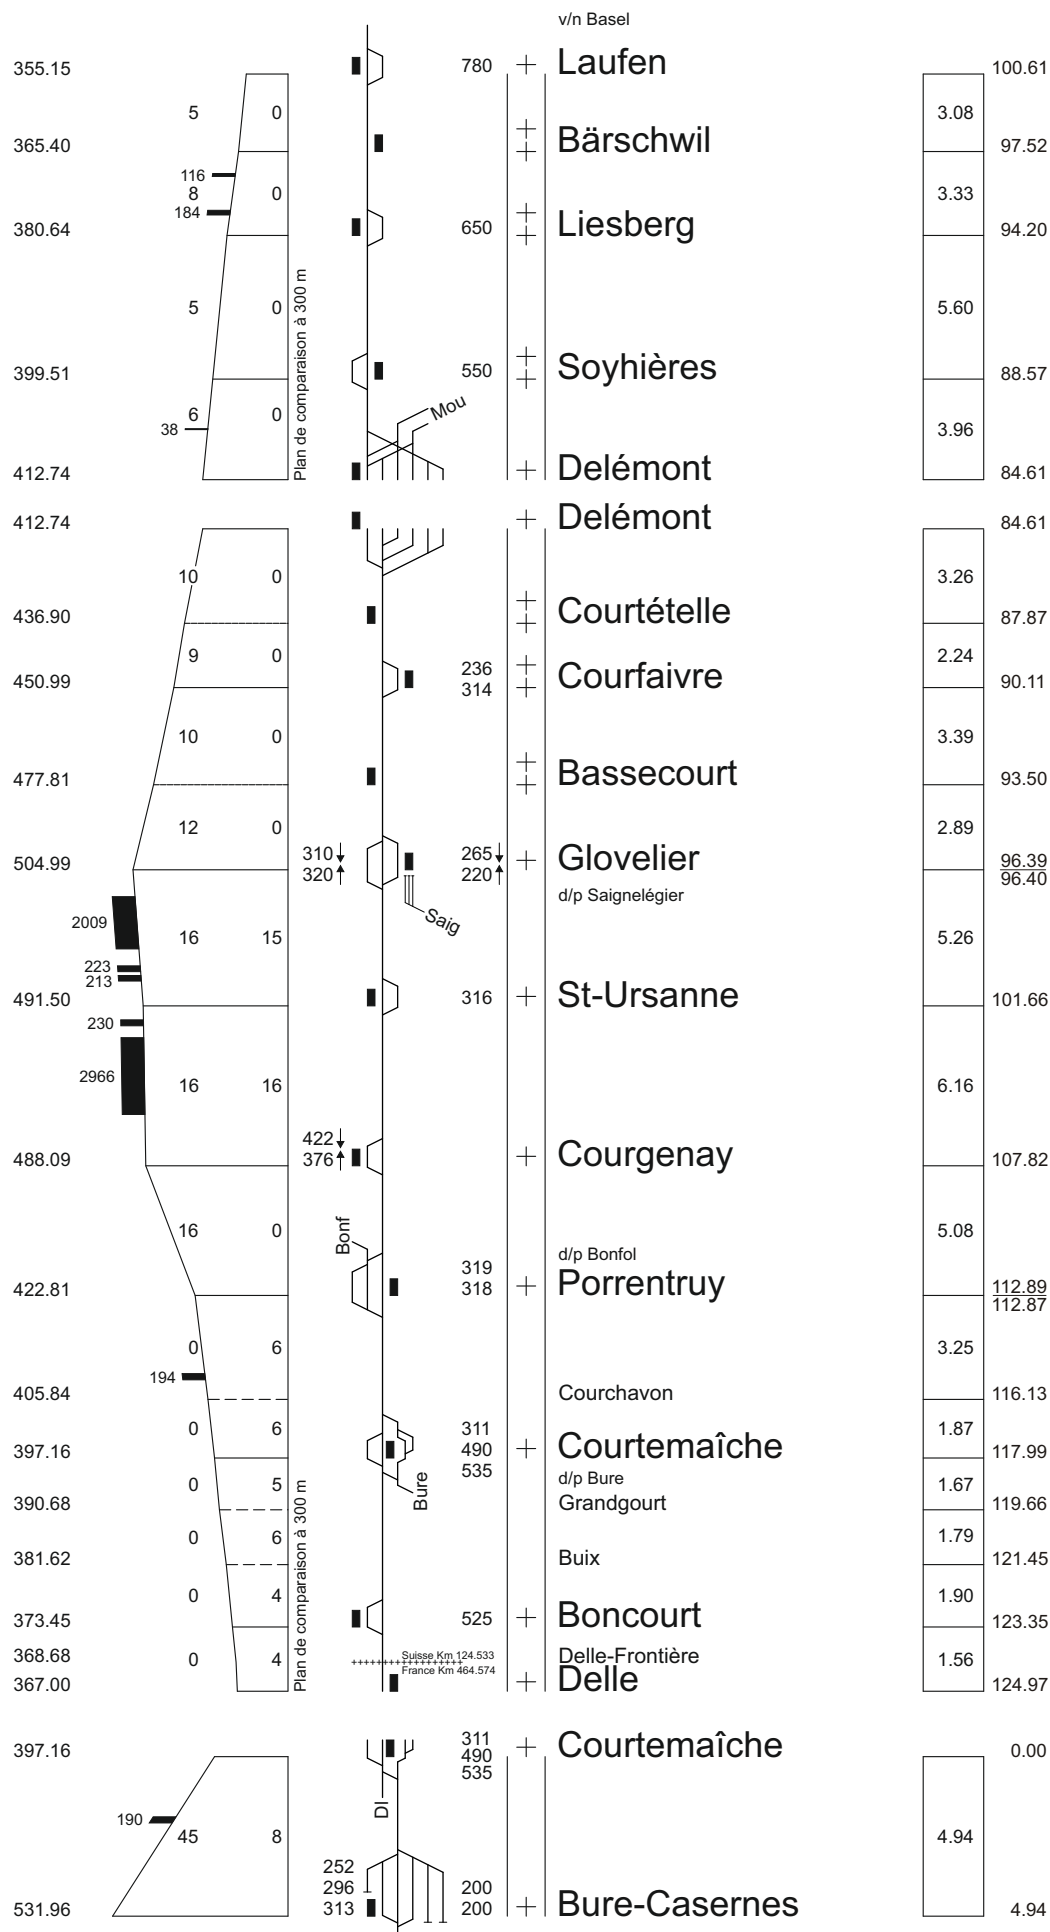 v/n Basel
355.15 780 Laufen 100.61
5 0 3.08
365.40 Bärschwil 97.52
116
8 0 3.33
184
380.64 650 Liesberg 94.20
5 0 5.60
Plan de comparaison à 300 m
399.51 550 Soyhières 88.57
Mou
6 0 3.96
38
412.74 Delémont 84.61
412.74 Delémont 84.61
10 0 3.26
436.90 Courtételle 87.87
9 0 2.24
450.99 236 314 Courfaivre 90.11
10 0 3.39
477.81 Bassecourt 93.50
12 0 2.89
504.99 310 265 Glovelier 96.39
320 220 96.40
d/p Saignelégier
Saig
2009
16 15 5.26
223
213
491.50 316 St-Ursanne 101.66
230
2966
16 16 6.16
422
488.09 376 Courgenay 107.82
16 0 5.08
Bonf
d/p Bonfol
319
422.81 318 Porrentruy 112.89
112.87
0 6 3.25
194
405.84 Courchavon 116.13
0 6 311 1.87
397.16 490 Courtemaîche 117.99
535
d/p Bure
Bure
0 5 1.67
390.68 Grandgourt 119.66
Plan de comparaison à 300 m
0 6 1.79
381.62 Buix 121.45
0 4 1.90
373.45 525 Boncourt 123.35
368.68 Suisse Km 124.533 Delle-Frontière
0 4 1.56
France Km 464.574
367.00 Delle 124.97
311
397.16 490 Courtemaîche 0.00
535
Dl
190
45 8 4.94
252
296 200
531.96 313 200 Bure-Casernes 4.94